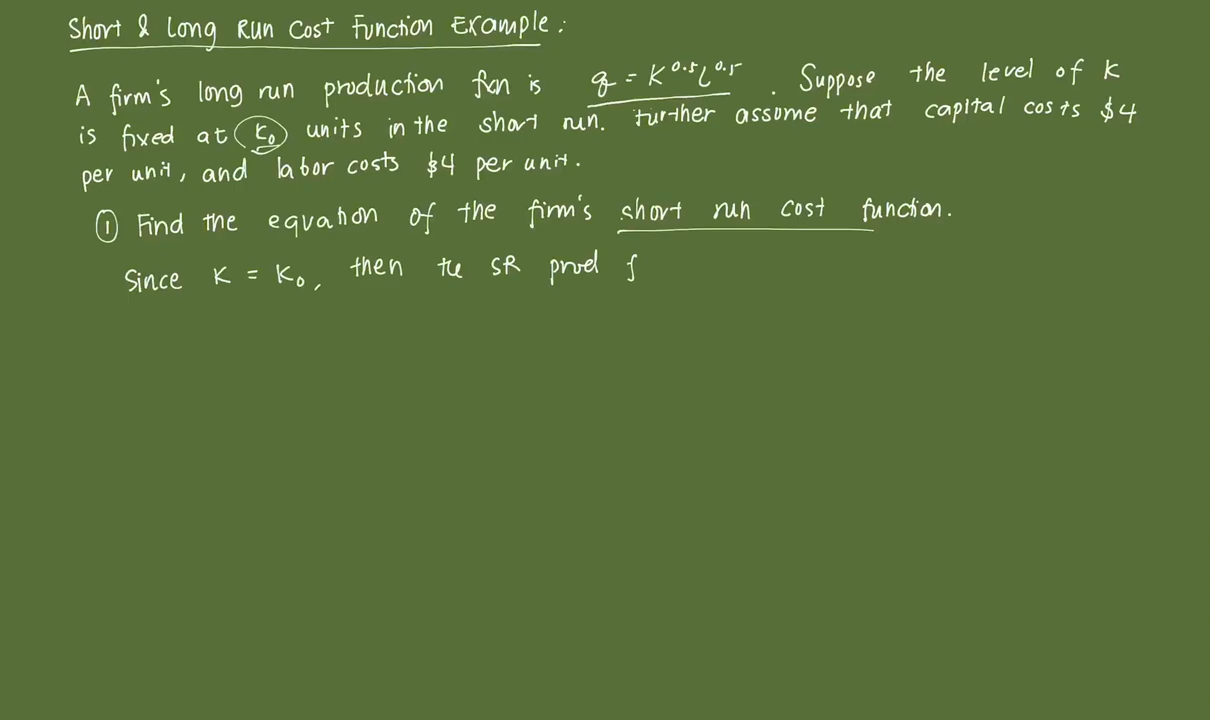 Short & Long Run Cost Function Example:
A firm's long run production fxn is q = K^0.5 L^0.5. Suppose the level of K
is fixed at K₀ units in the short run. Further assume that capital costs $4
per unit, and labor costs $4 per unit.
① Find the equation of the firm's short run cost function.
Since K = K₀, then the SR prod f